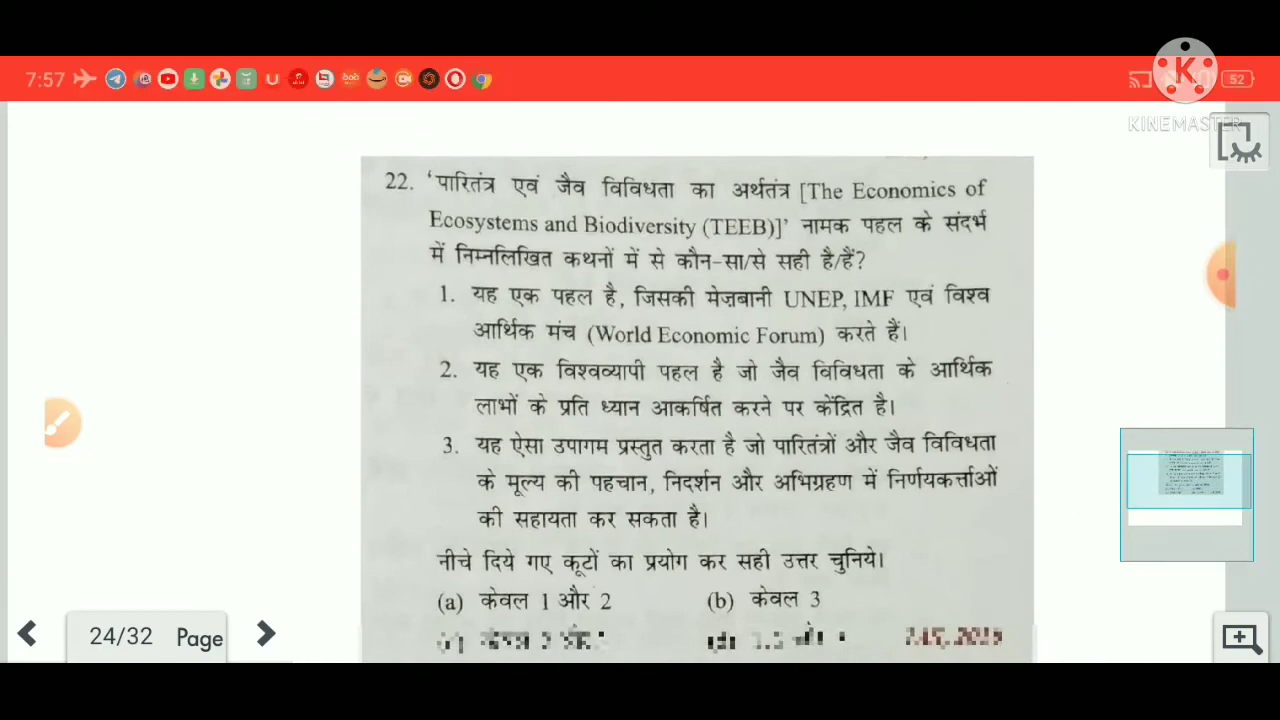 7:57
52
KINEMASTER
22. 'पारितंत्र एवं जैव विविधता का अर्थतंत्र [The Economics of
Ecosystems and Biodiversity (TEEB)]' नामक पहल के संदर्भ
में निम्नलिखित कथनों में से कौन-सा/से सही है/हैं?
1. यह एक पहल है, जिसकी मेज़बानी UNEP, IMF एवं विश्व
आर्थिक मंच (World Economic Forum) करते हैं।
2. यह एक विश्वव्यापी पहल है जो जैव विविधता के आर्थिक
लाभों के प्रति ध्यान आकर्षित करने पर केंद्रित है।
3. यह ऐसा उपागम प्रस्तुत करता है जो पारितंत्रों और जैव विविधता
के मूल्य की पहचान, निदर्शन और अभिग्रहण में निर्णयकर्त्ताओं
की सहायता कर सकता है।
नीचे दिये गए कूटों का प्रयोग कर सही उत्तर चुनिये।
(a) केवल 1 और 2 (b) केवल 3
24/32 Page